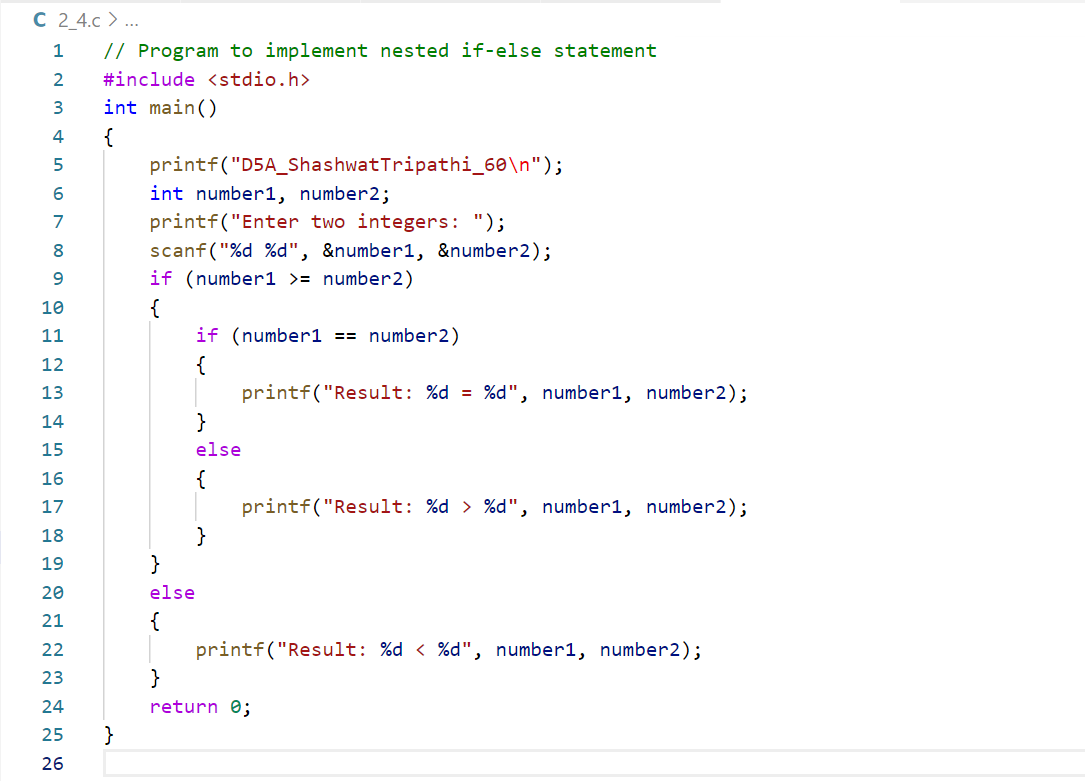 C 2_4.c > ...
1 // Program to implement nested if-else statement
2 #include <stdio.h>
3 int main()
4 {
5     printf("D5A_ShashwatTripathi_60\n");
6     int number1, number2;
7     printf("Enter two integers: ");
8     scanf("%d %d", &number1, &number2);
9     if (number1 >= number2)
10     {
11         if (number1 == number2)
12         {
13             printf("Result: %d = %d", number1, number2);
14         }
15         else
16         {
17             printf("Result: %d > %d", number1, number2);
18         }
19     }
20     else
21     {
22         printf("Result: %d < %d", number1, number2);
23     }
24     return 0;
25 }
26